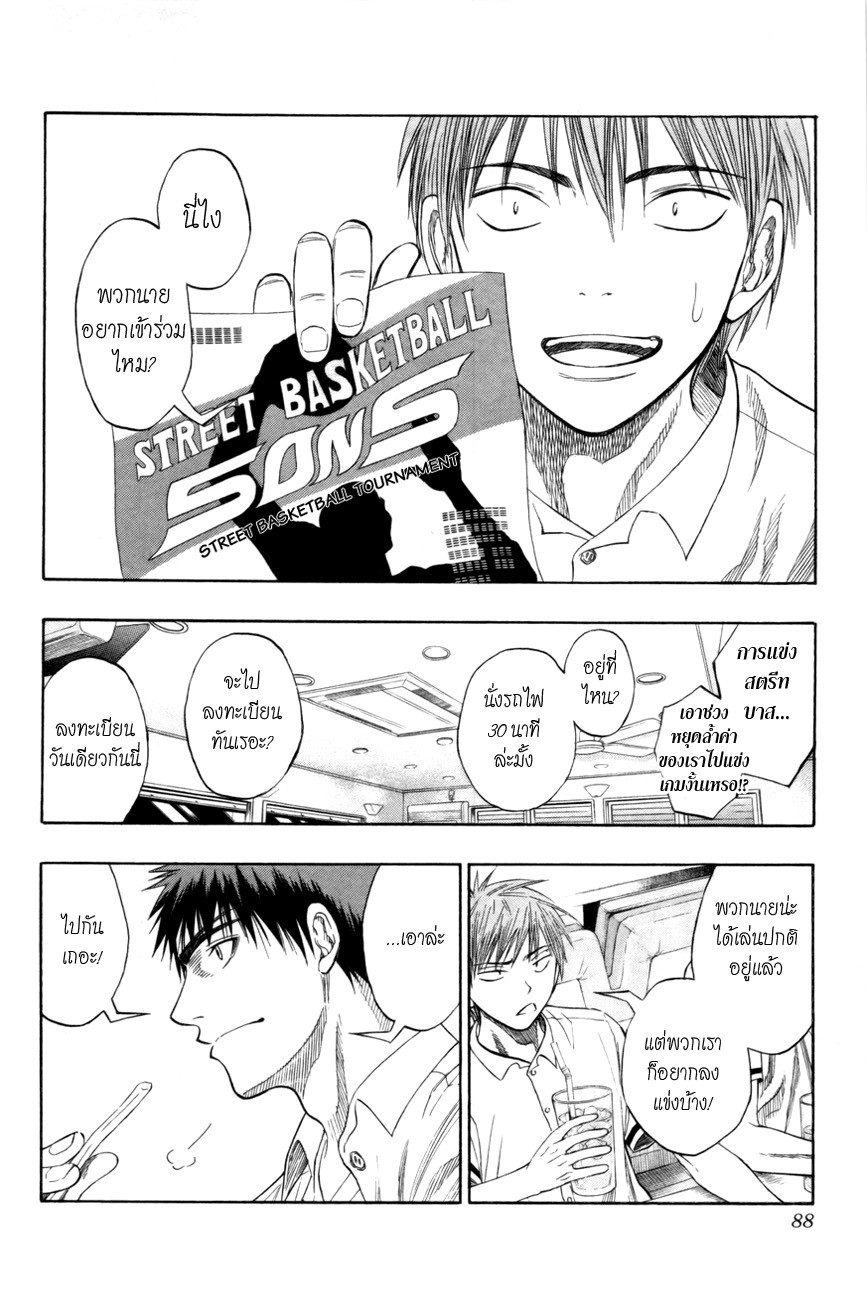 นี่ไง
พวกนาย
อยากเข้าร่วม
ไหม?
STREET BASKETBALL
SONS
STREET BASKETBALL TOURNAMENT
การแข่ง
สตรีท
บาส...
เอาช่วง
หยุดล้ำค่า
ของเราไปแข่ง
เกมงั้นเหรอ!?
อยู่ที่
ไหน?
นั่งรถไฟ
30 นาที
ล่ะมั้ง
จะไป
ลงทะเบียน
ทันเรอะ?
ลงทะเบียน
วันเดียวกันนี่
พวกนายน่ะ
ได้เล่นปกติ
อยู่แล้ว
แต่พวกเรา
ก็อยากลง
แข่งบ้าง!
...เอาล่ะ
ไปกัน
เถอะ!
88